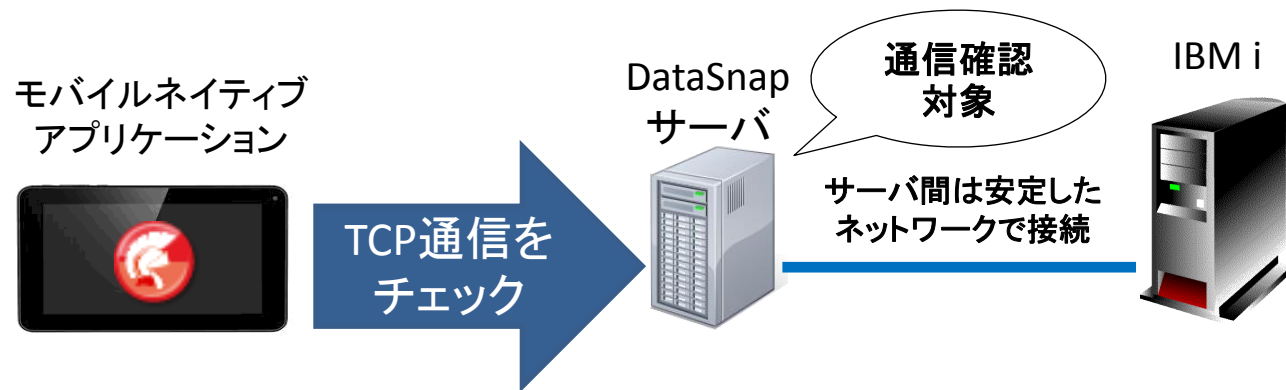 モバイルネイティブ
アプリケーション
TCP通信を
チェック
DataSnap
サーバ
通信確認
対象
サーバ間は安定した
ネットワークで接続
IBM i